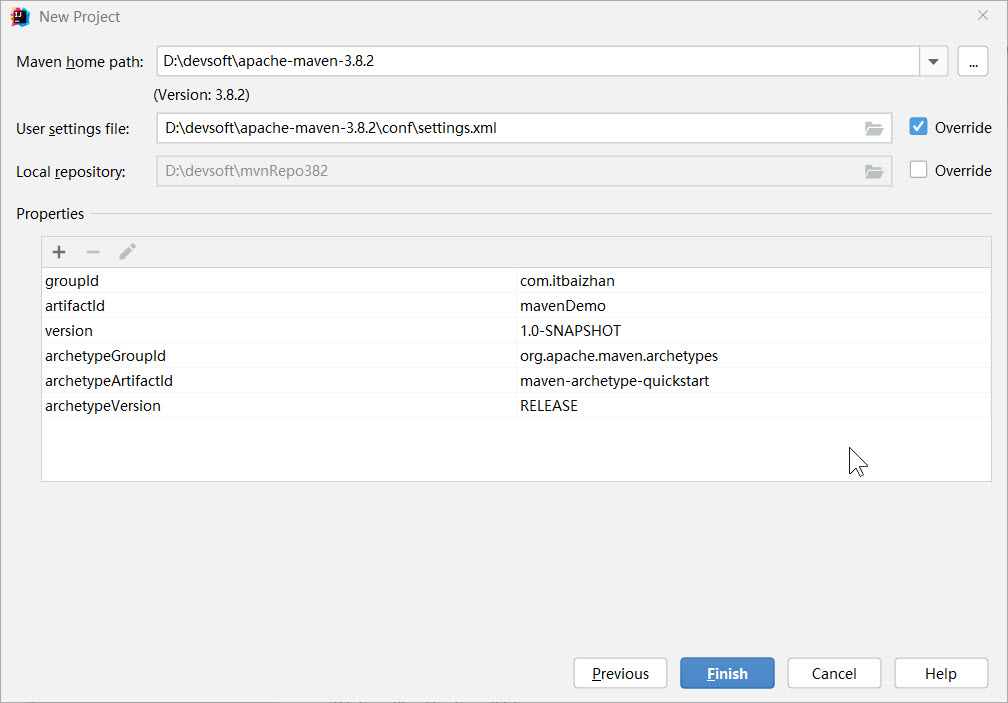 New Project
Maven home path: D:\devsoft\apache-maven-3.8.2 ...
(Version: 3.8.2)
User settings file: D:\devsoft\apache-maven-3.8.2\conf\settings.xml Override
Local repository: D:\devsoft\mvnRepo382 Override
Properties
groupId com.itbaizhan
artifactId mavenDemo
version 1.0-SNAPSHOT
archetypeGroupId org.apache.maven.archetypes
archetypeArtifactId maven-archetype-quickstart
archetypeVersion RELEASE
Previous Finish Cancel Help